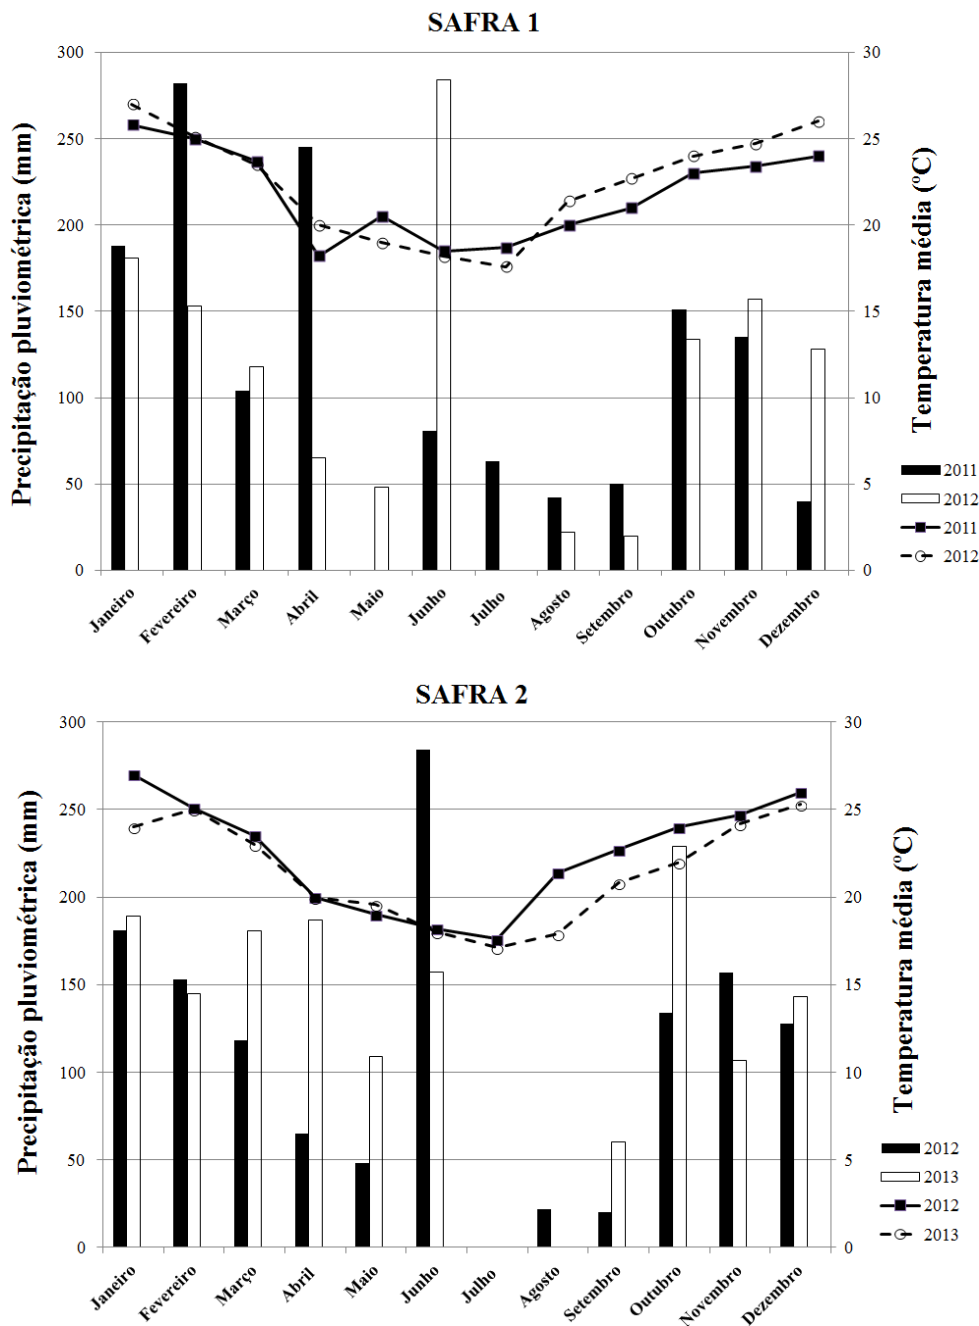 SAFRA 1
Precipitação pluviométrica (mm)
300
250
200
150
100
50
0
30
25
20
15
10
5
0
Temperatura média (ºC)
2011
2012
2011
2012
Janeiro
Fevereiro
Março
Abril
Maio
Junho
Julho
Agosto
Setembro
Outubro
Novembro
Dezembro
SAFRA 2
Precipitação pluviométrica (mm)
300
250
200
150
100
50
0
30
25
20
15
10
5
0
Temperatura média (ºC)
2012
2013
2012
2013
Janeiro
Fevereiro
Março
Abril
Maio
Junho
Julho
Agosto
Setembro
Outubro
Novembro
Dezembro